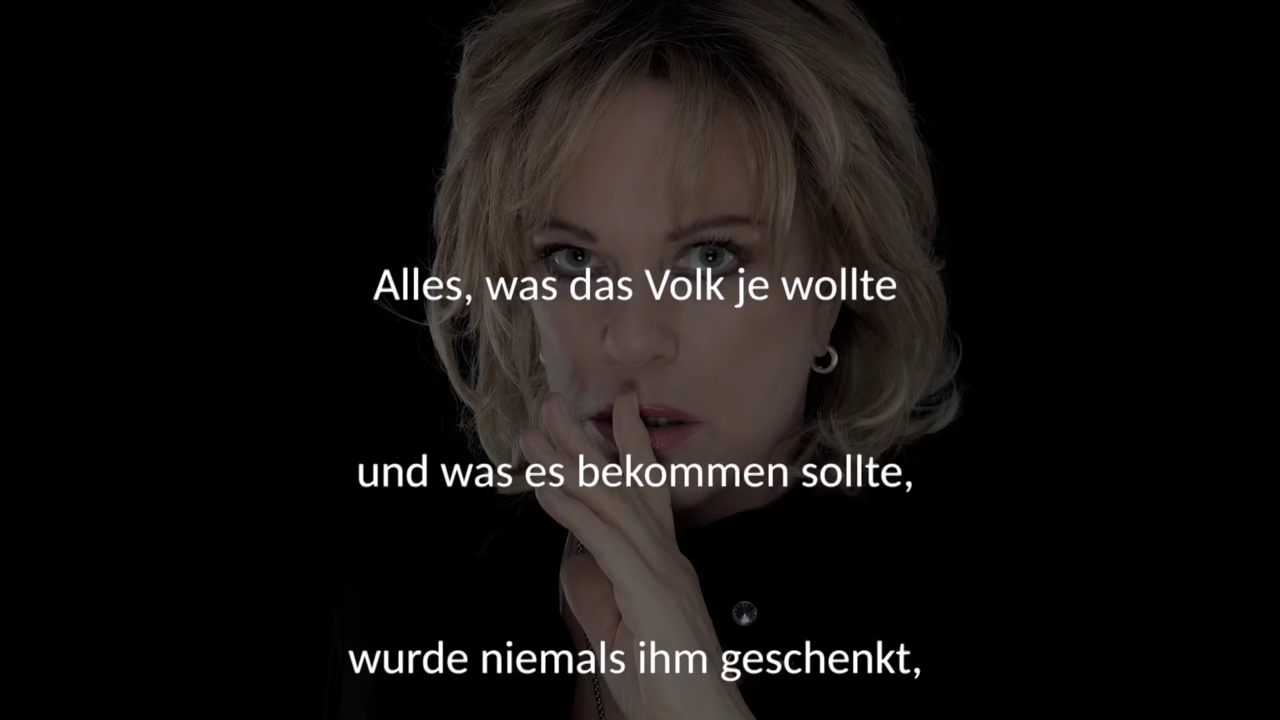 Alles, was das Volk je wollte
und was es bekommen sollte,
wurde niemals ihm geschenkt,